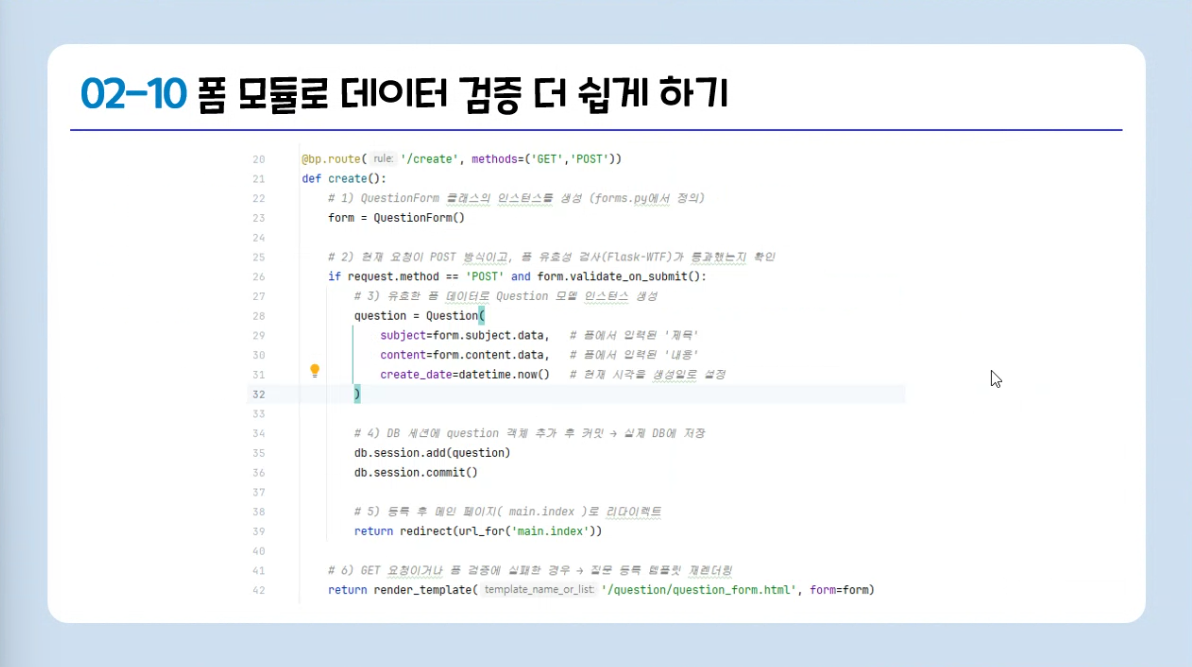 02-10 폼 모듈로 데이터 검증 더 쉽게 하기
20 @bp.route( rule: '/create', methods=('GET','POST'))
21 def create():
22 # 1) QuestionForm 클래스의 인스턴스를 생성 (forms.py에서 정의)
23 form = QuestionForm()
24
25 # 2) 현재 요청이 POST 방식이고, 폼 유효성 검사(Flask-WTF)가 통과했는지 확인
26 if request.method == 'POST' and form.validate_on_submit():
27 # 3) 유효한 폼 데이터로 Question 모델 인스턴스 생성
28 question = Question(
29 subject=form.subject.data, # 폼에서 입력된 '제목'
30 content=form.content.data, # 폼에서 입력된 '내용'
31 create_date=datetime.now() # 현재 시각을 생성일로 설정
32 )
33
34 # 4) DB 세션에 question 객체 추가 후 커밋 → 실제 DB에 저장
35 db.session.add(question)
36 db.session.commit()
37
38 # 5) 등록 후 메인 페이지( main.index )로 리다이렉트
39 return redirect(url_for('main.index'))
40
41 # 6) GET 요청이거나 폼 검증에 실패한 경우 → 질문 등록 템플릿 재렌더링
42 return render_template( template_name_or_list: '/question/question_form.html', form=form)